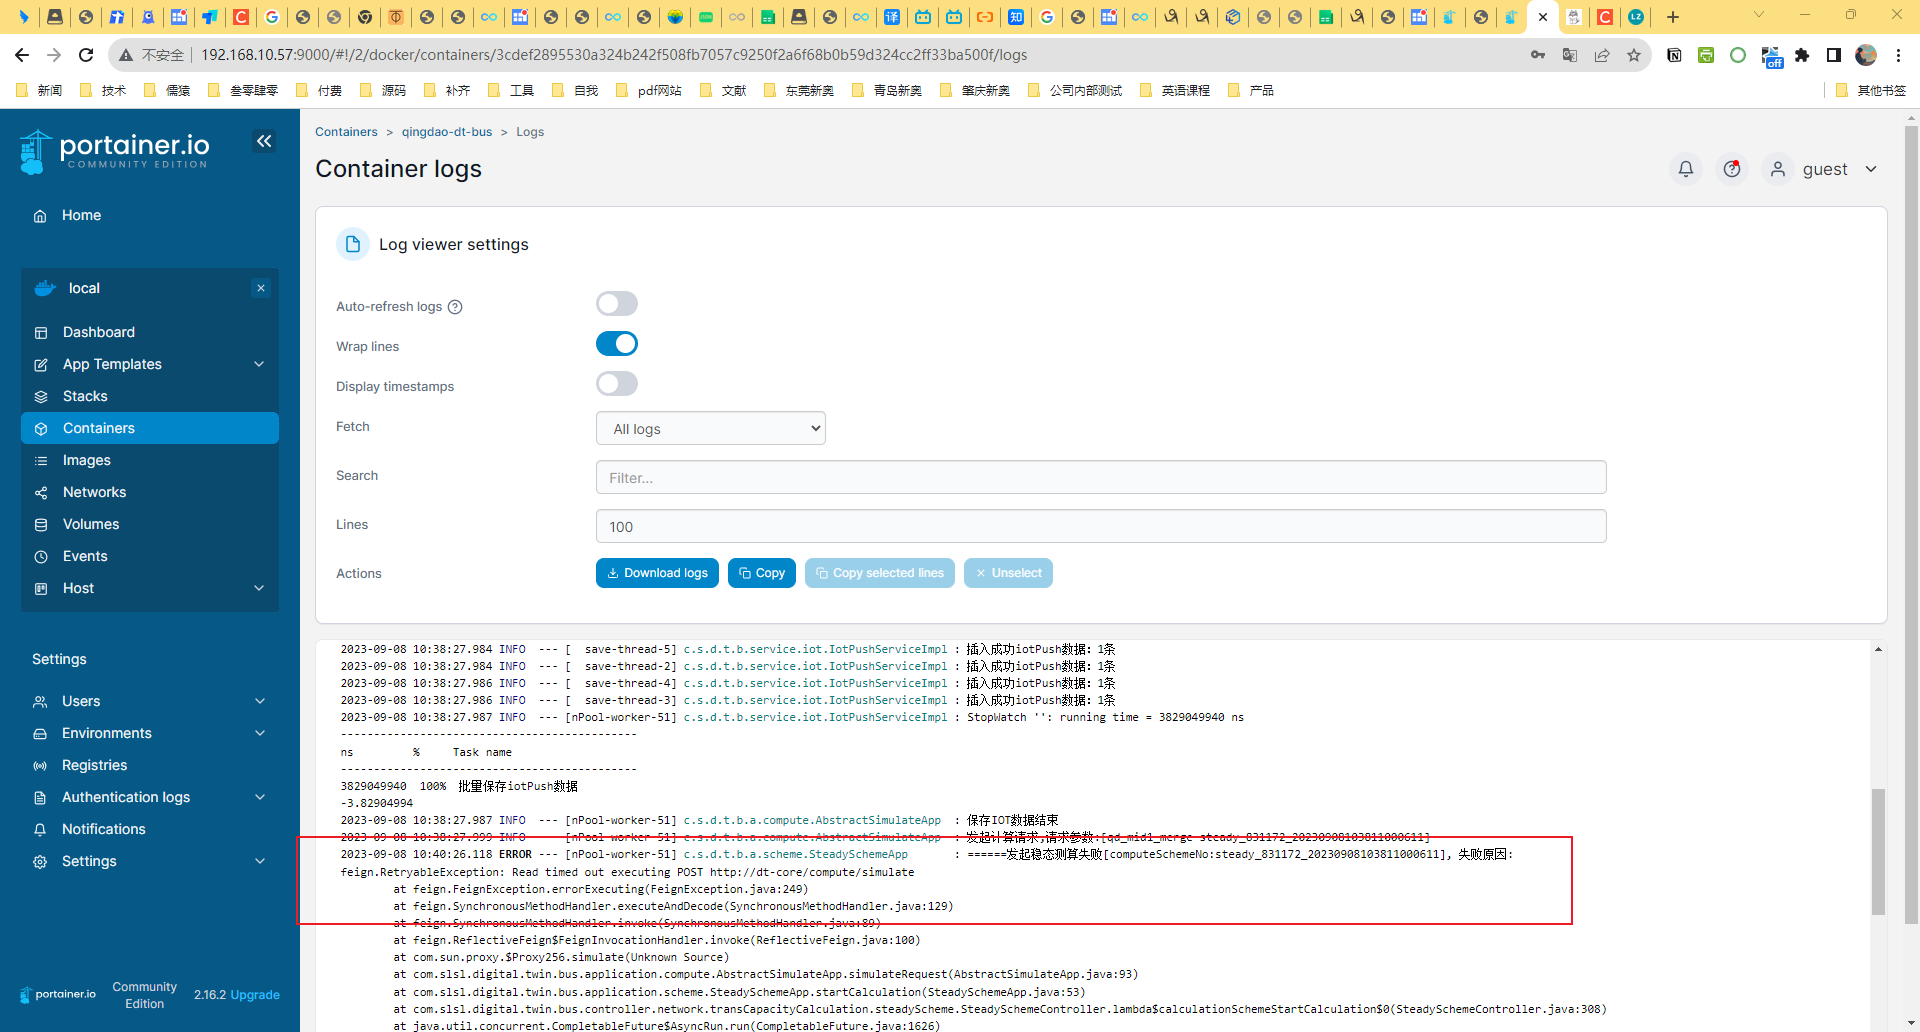 不安全 192.168.10.57:9000/#!/2/docker/containers/3cdef2895530a324b242f508fb7057c9250f2a6f68b0b59d324cc2ff33ba500f/logs
off
新闻 技术 儒猿 叁零肆零 付费 源码 补齐 工具 自我 pdf网站 文献 东莞新奥 青岛新奥 肇庆新奥 公司内部测试 英语课程 产品 其他书签
portainer.io
COMMUNITY EDITION
Home
local
Dashboard
App Templates
Stacks
Containers
Images
Networks
Volumes
Events
Host
Settings
Users
Environments
Registries
Authentication logs
Notifications
Settings
portainer.io Community Edition 2.16.2 Upgrade
Containers > qingdao-dt-bus > Logs
Container logs
guest
Log viewer settings
Auto-refresh logs
Wrap lines
Display timestamps
Fetch All logs
Search Filter...
Lines 100
Actions Download logs Copy Copy selected lines Unselect
2023-09-08 10:38:27.984 INFO --- [ save-thread-5] c.s.d.t.b.service.iot.IotPushServiceImpl : 插入成功iotPush数据: 1条
2023-09-08 10:38:27.984 INFO --- [ save-thread-2] c.s.d.t.b.service.iot.IotPushServiceImpl : 插入成功iotPush数据: 1条
2023-09-08 10:38:27.986 INFO --- [ save-thread-4] c.s.d.t.b.service.iot.IotPushServiceImpl : 插入成功iotPush数据: 1条
2023-09-08 10:38:27.986 INFO --- [ save-thread-3] c.s.d.t.b.service.iot.IotPushServiceImpl : 插入成功iotPush数据: 1条
2023-09-08 10:38:27.987 INFO --- [nPool-worker-51] c.s.d.t.b.service.iot.IotPushServiceImpl : StopWatch '': running time = 3829049940 ns
---------------------------------------------
ns % Task name
---------------------------------------------
3829049940 100% 批量保存iotPush数据
-3.82904994
2023-09-08 10:38:27.987 INFO --- [nPool-worker-51] c.s.d.t.b.a.compute.AbstractSimulateApp : 保存IOT数据结束
2023-09-08 10:38:27.999 INFO --- [nPool-worker-51] c.s.d.t.b.a.compute.AbstractSimulateApp : 发起计算请求,请求参数:[qd_mid1_merge steady_831172_20230908103811000611]
2023-09-08 10:40:26.118 ERROR --- [nPool-worker-51] c.s.d.t.b.a.scheme.SteadySchemeApp : ======发起稳态测算失败[computeSchemeNo:steady_831172_20230908103811000611], 失败原因:
feign.RetryableException: Read timed out executing POST http://dt-core/compute/simulate
at feign.FeignException.errorExecuting(FeignException.java:249)
at feign.SynchronousMethodHandler.executeAndDecode(SynchronousMethodHandler.java:129)
at feign.SynchronousMethodHandler.invoke(SynchronousMethodHandler.java:89)
at feign.ReflectiveFeign$FeignInvocationHandler.invoke(ReflectiveFeign.java:100)
at com.sun.proxy.$Proxy256.simulate(Unknown Source)
at com.slsl.digital.twin.bus.application.compute.AbstractSimulateApp.simulateRequest(AbstractSimulateApp.java:93)
at com.slsl.digital.twin.bus.application.scheme.SteadySchemeApp.startCalculation(SteadySchemeApp.java:53)
at com.slsl.digital.twin.bus.controller.network.transCapacityCalculation.steadyScheme.SteadySchemeController.lambda$calculationSchemeStartCalculation$0(SteadySchemeController.java:308)
at java.util.concurrent.CompletableFuture$AsyncRun.run(CompletableFuture.java:1626)